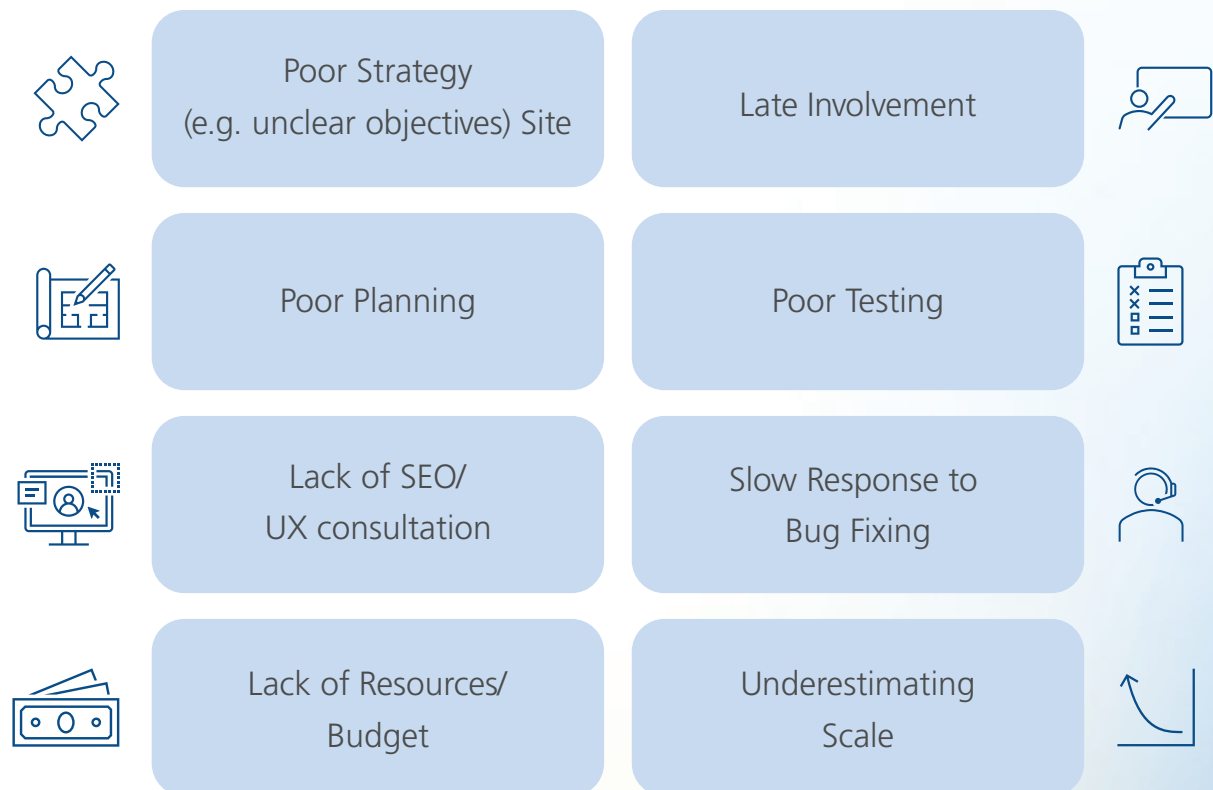 Poor Strategy
(e.g. unclear objectives) Site
Late Involvement
Poor Planning
Poor Testing
Lack of SEO/
UX consultation
Slow Response to
Bug Fixing
Lack of Resources/
Budget
Underestimating
Scale